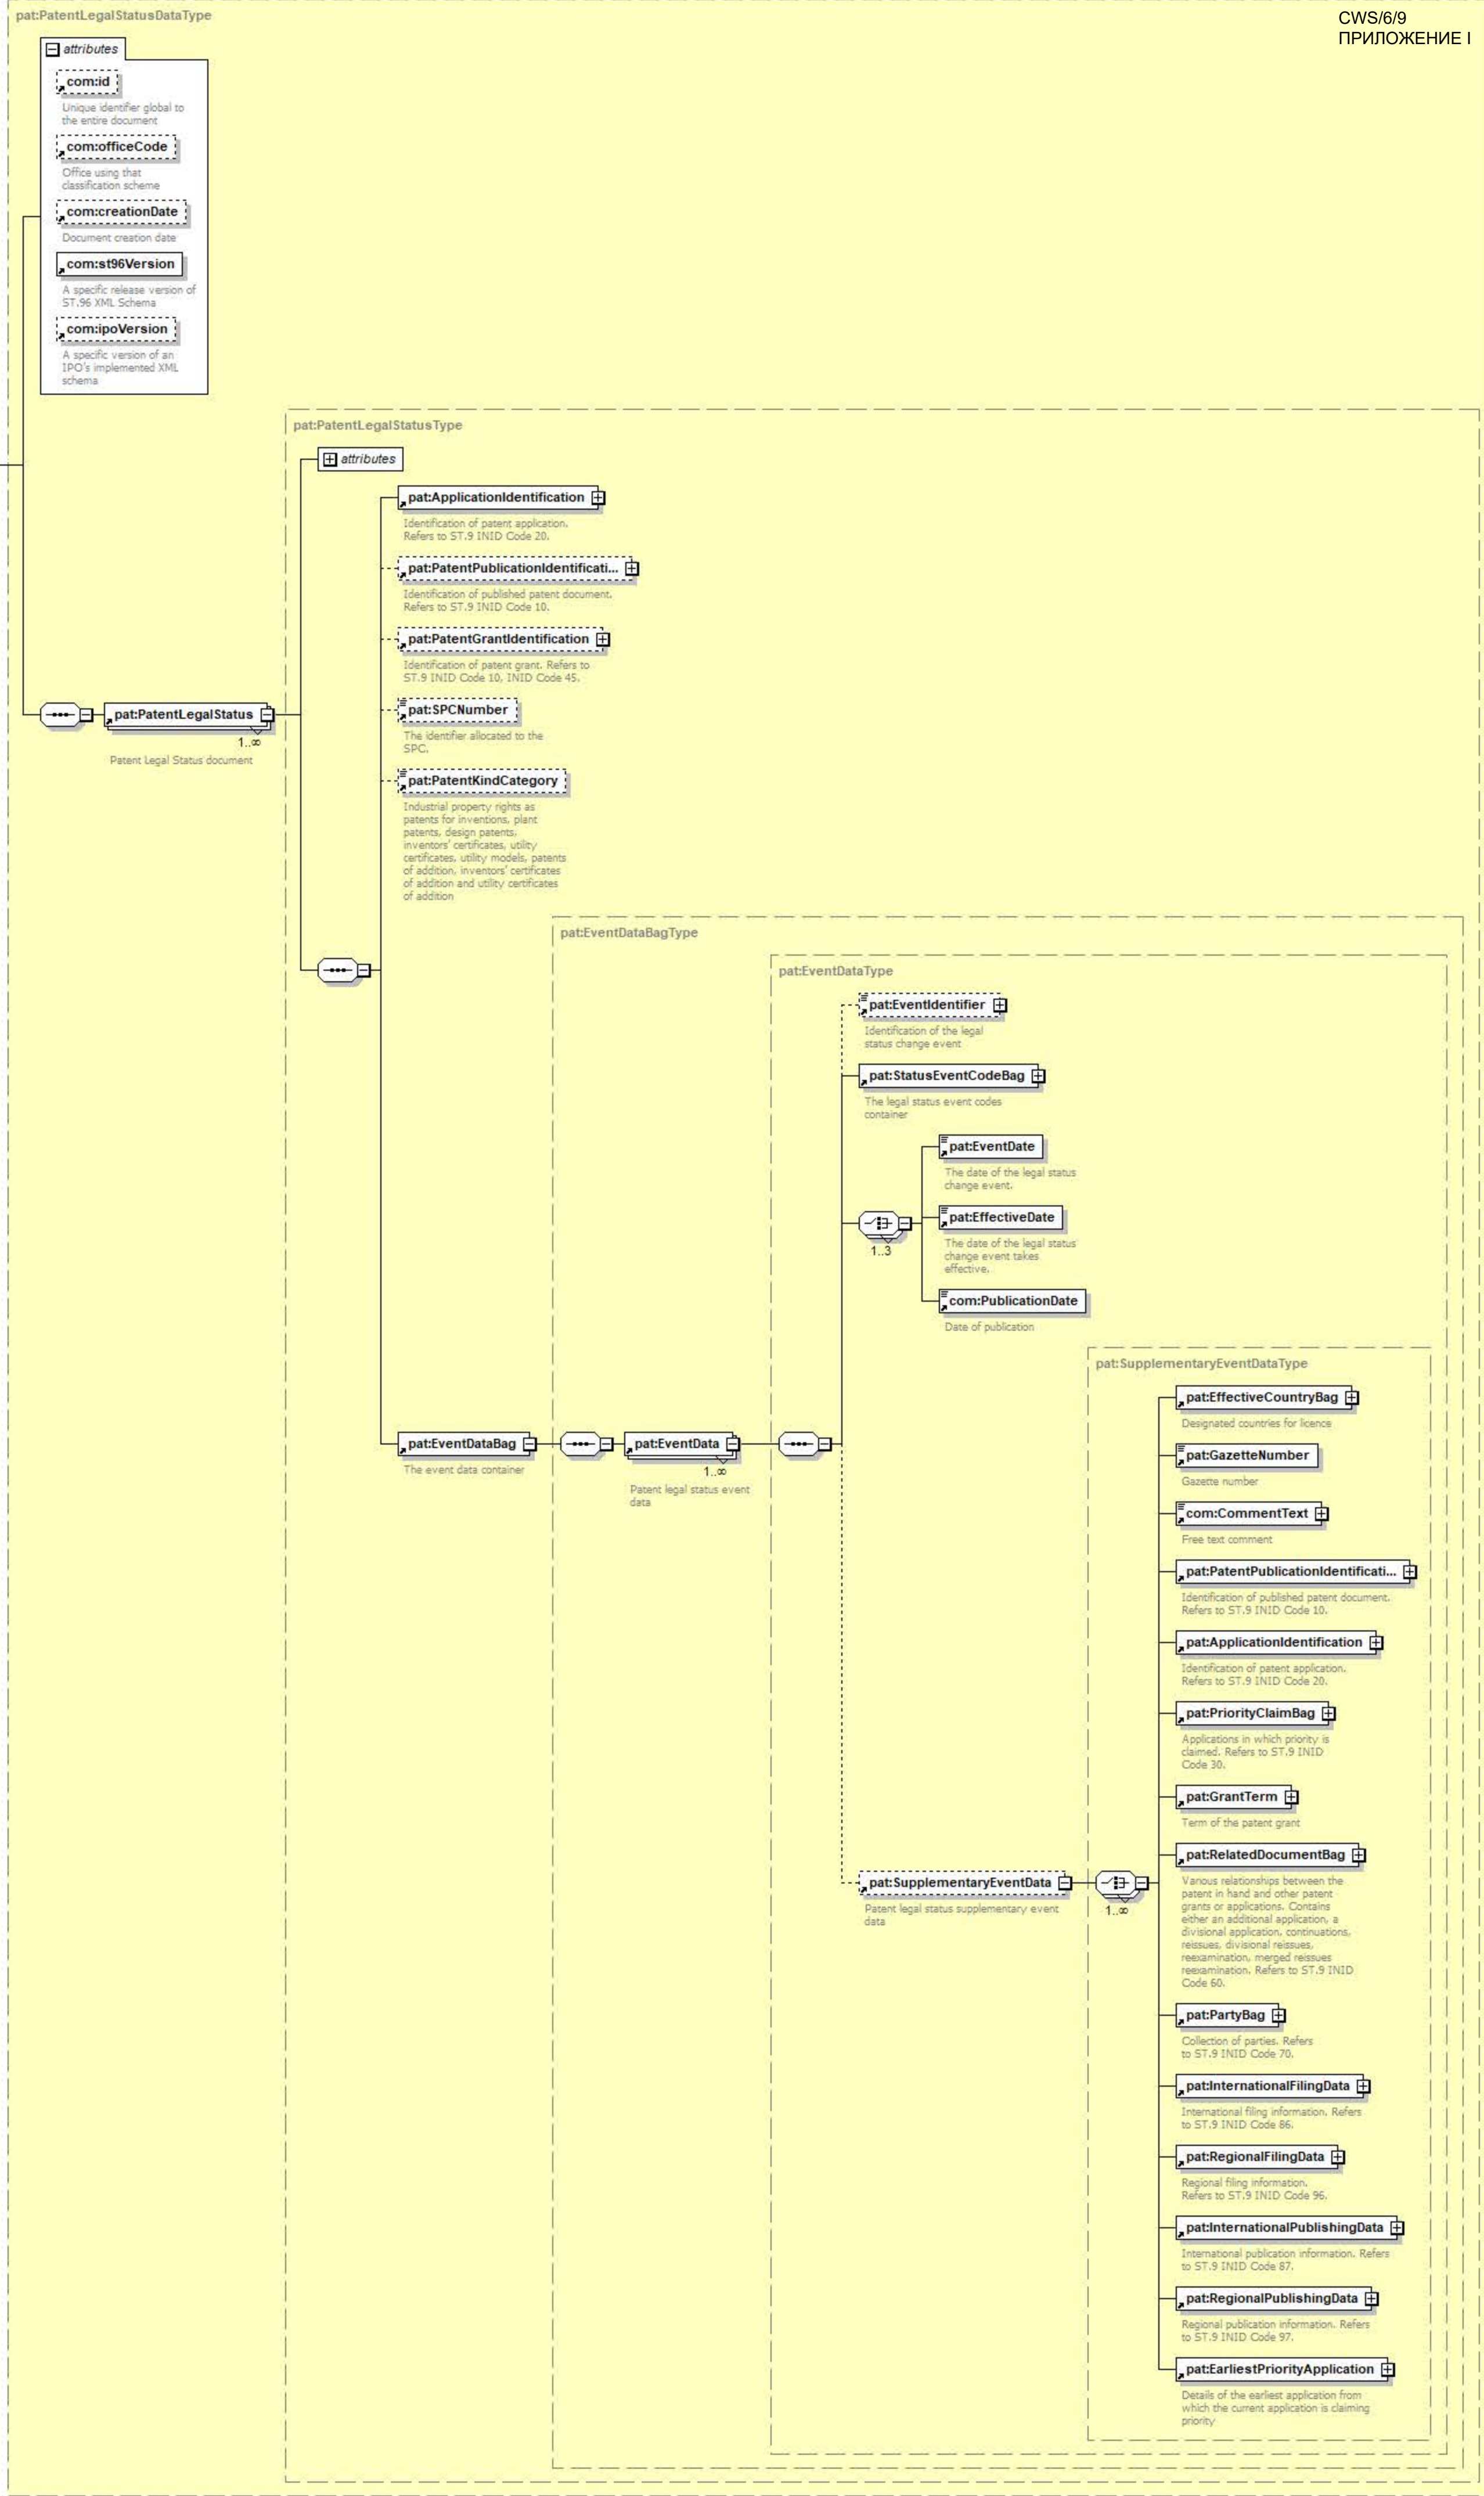 CWS/6/9
ПРИЛОЖЕНИЕ I
pat:PatentLegalStatusDataType
attributes
com:id
Unique identifier global to
the entire document
com:officeCode
Office using that
classification scheme
com:creationDate
Document creation date
com:st96Version
A specific release version of
ST.96 XML Schema
com:ipoVersion
A specific version of an
IPO's implemented XML
schema
pat:PatentLegalStatus
1..∞
Patent Legal Status document
pat:PatentLegalStatusType
attributes
pat:ApplicationIdentification
Identification of patent application.
Refers to ST.9 INID Code 20.
pat:PatentPublicationIdentificati...
Identification of published patent document.
Refers to ST.9 INID Code 10.
pat:PatentGrantIdentification
Identification of patent grant. Refers to
ST.9 INID Code 10, INID Code 45.
pat:SPCNumber
The identifier allocated to the
SPC.
pat:PatentKindCategory
Industrial property rights as
patents for inventions, plant
patents, design patents,
inventors' certificates, utility
certificates, utility models, patents
of addition, inventors' certificates
of addition and utility certificates
of addition
pat:EventDataBag
The event data container
pat:EventDataBagType
pat:EventData
1..∞
Patent legal status event
data
pat:EventDataType
pat:EventIdentifier
Identification of the legal
status change event
pat:StatusEventCodeBag
The legal status event codes
container
1..3
pat:EventDate
The date of the legal status
change event.
pat:EffectiveDate
The date of the legal status
change event takes
effective.
com:PublicationDate
Date of publication
pat:SupplementaryEventData
Patent legal status supplementary event
data
pat:SupplementaryEventDataType
1..∞
pat:EffectiveCountryBag
Designated countries for licence
pat:GazetteNumber
Gazette number
com:CommentText
Free text comment
pat:PatentPublicationIdentificati...
Identification of published patent document.
Refers to ST.9 INID Code 10.
pat:ApplicationIdentification
Identification of patent application.
Refers to ST.9 INID Code 20.
pat:PriorityClaimBag
Applications in which priority is
claimed. Refers to ST.9 INID
Code 30.
pat:GrantTerm
Term of the patent grant
pat:RelatedDocumentBag
Various relationships between the
patent in hand and other patent
grants or applications. Contains
either an additional application, a
divisional application, continuations,
reissues, divisional reissues,
reexamination, merged reissues
reexamination. Refers to ST.9 INID
Code 60.
pat:PartyBag
Collection of parties. Refers
to ST.9 INID Code 70.
pat:InternationalFilingData
International filing information. Refers
to ST.9 INID Code 86.
pat:RegionalFilingData
Regional filing information.
Refers to ST.9 INID Code 96.
pat:InternationalPublishingData
International publication information. Refers
to ST.9 INID Code 87.
pat:RegionalPublishingData
Regional publication information. Refers
to ST.9 INID Code 97.
pat:EarliestPriorityApplication
Details of the earliest application from
which the current application is claiming
priority